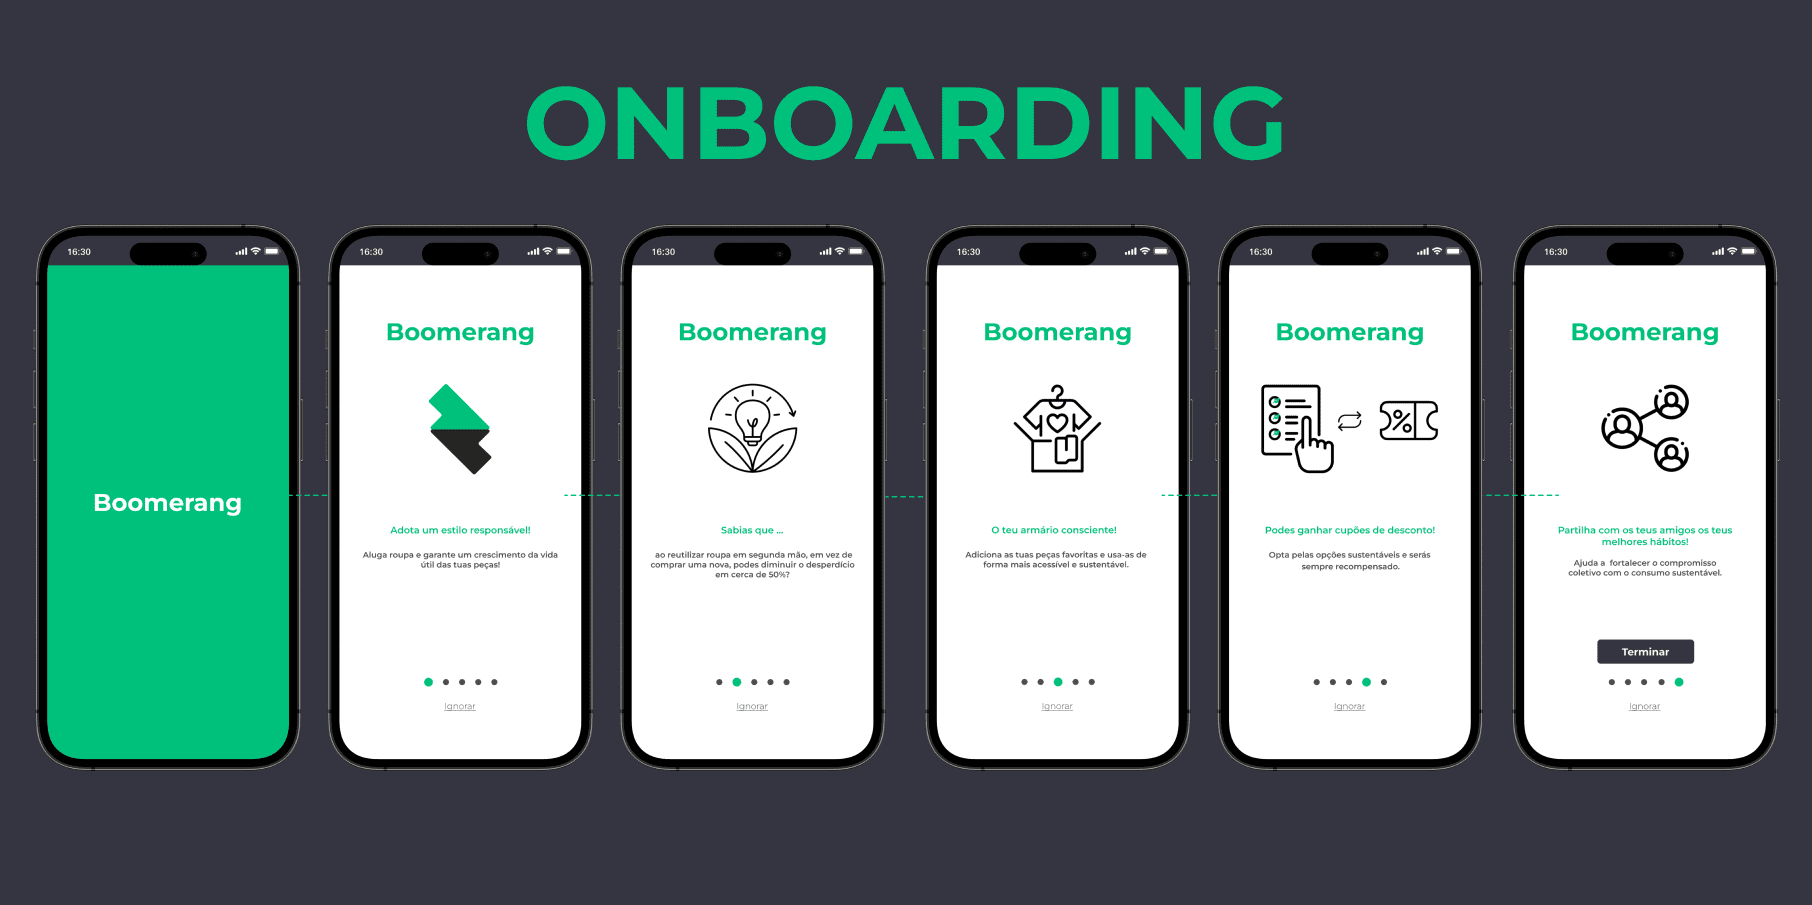 ONBOARDING
16:30
Boomerang
16:30
Boomerang
Adota um estilo responsável!
Aluga roupa e garante um crescimento da vida
útil das tuas peças!
Ignorar
16:30
Boomerang
Sabias que ...
ao reutilizar roupa em segunda mão, em vez de
comprar uma nova, podes diminuir o desperdício
em cerca de 50%?
Ignorar
16:30
Boomerang
O teu armário consciente!
Adiciona as tuas peças favoritas e usa-as de
forma mais acessível e sustentável.
Ignorar
16:30
Boomerang
%
Podes ganhar cupões de desconto!
Opta pelas opções sustentáveis e serás
sempre recompensado.
Ignorar
16:30
Boomerang
Partilha com os teus amigos os teus
melhores hábitos!
Ajuda a  fortalecer o compromisso
coletivo com o consumo sustentável.
Terminar
Ignorar